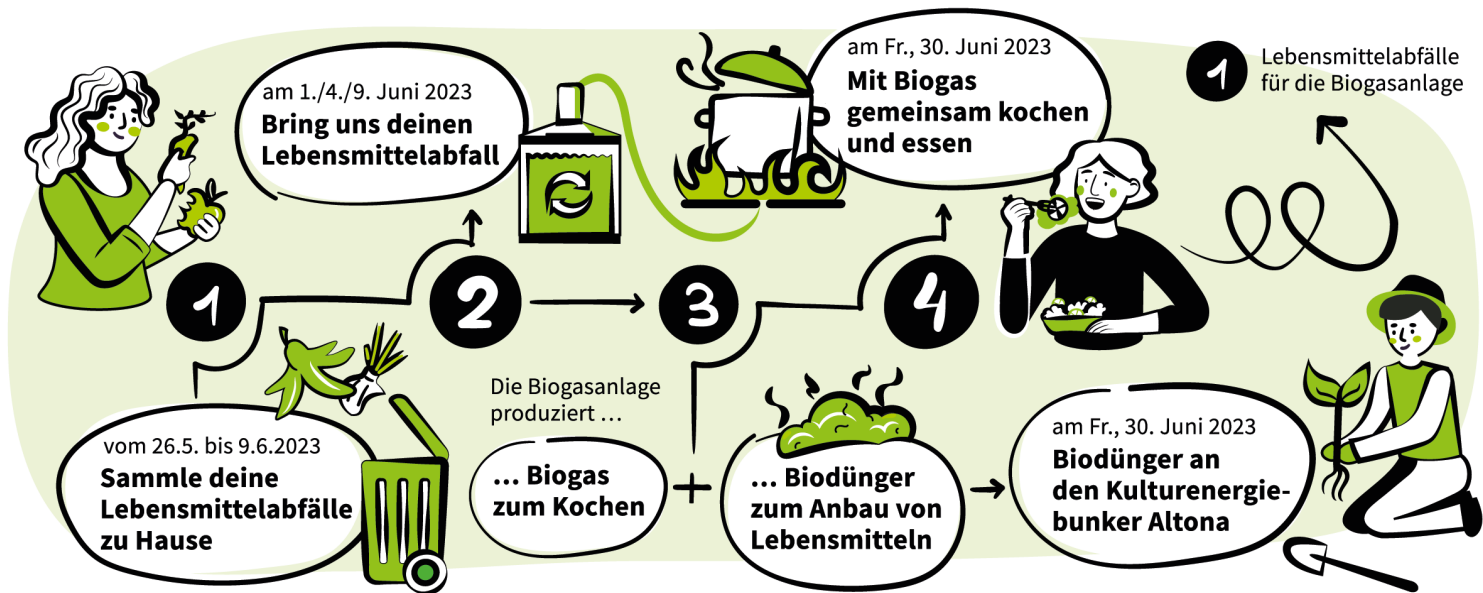 1
vom 26.5. bis 9.6.2023
Sammle deine
Lebensmittelabfälle
zu Hause
2
am 1./4./9. Juni 2023
Bring uns deinen
Lebensmittelabfall
3
Die Biogasanlage
produziert ...
... Biogas
zum Kochen
+
... Biodünger
zum Anbau von
Lebensmitteln
am Fr., 30. Juni 2023
Biodünger an
den Kulturenergie-
bunker Altona
4
am Fr., 30. Juni 2023
Mit Biogas
gemeinsam kochen
und essen
1
Lebensmittelabfälle
für die Biogasanlage